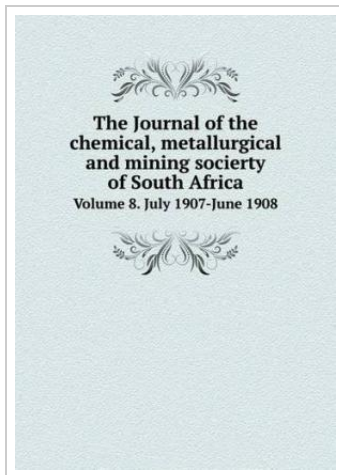 The Journal of the
chemical, metallurgical
and mining socierty
of South Africa
Volume 8. July 1907-June 1908